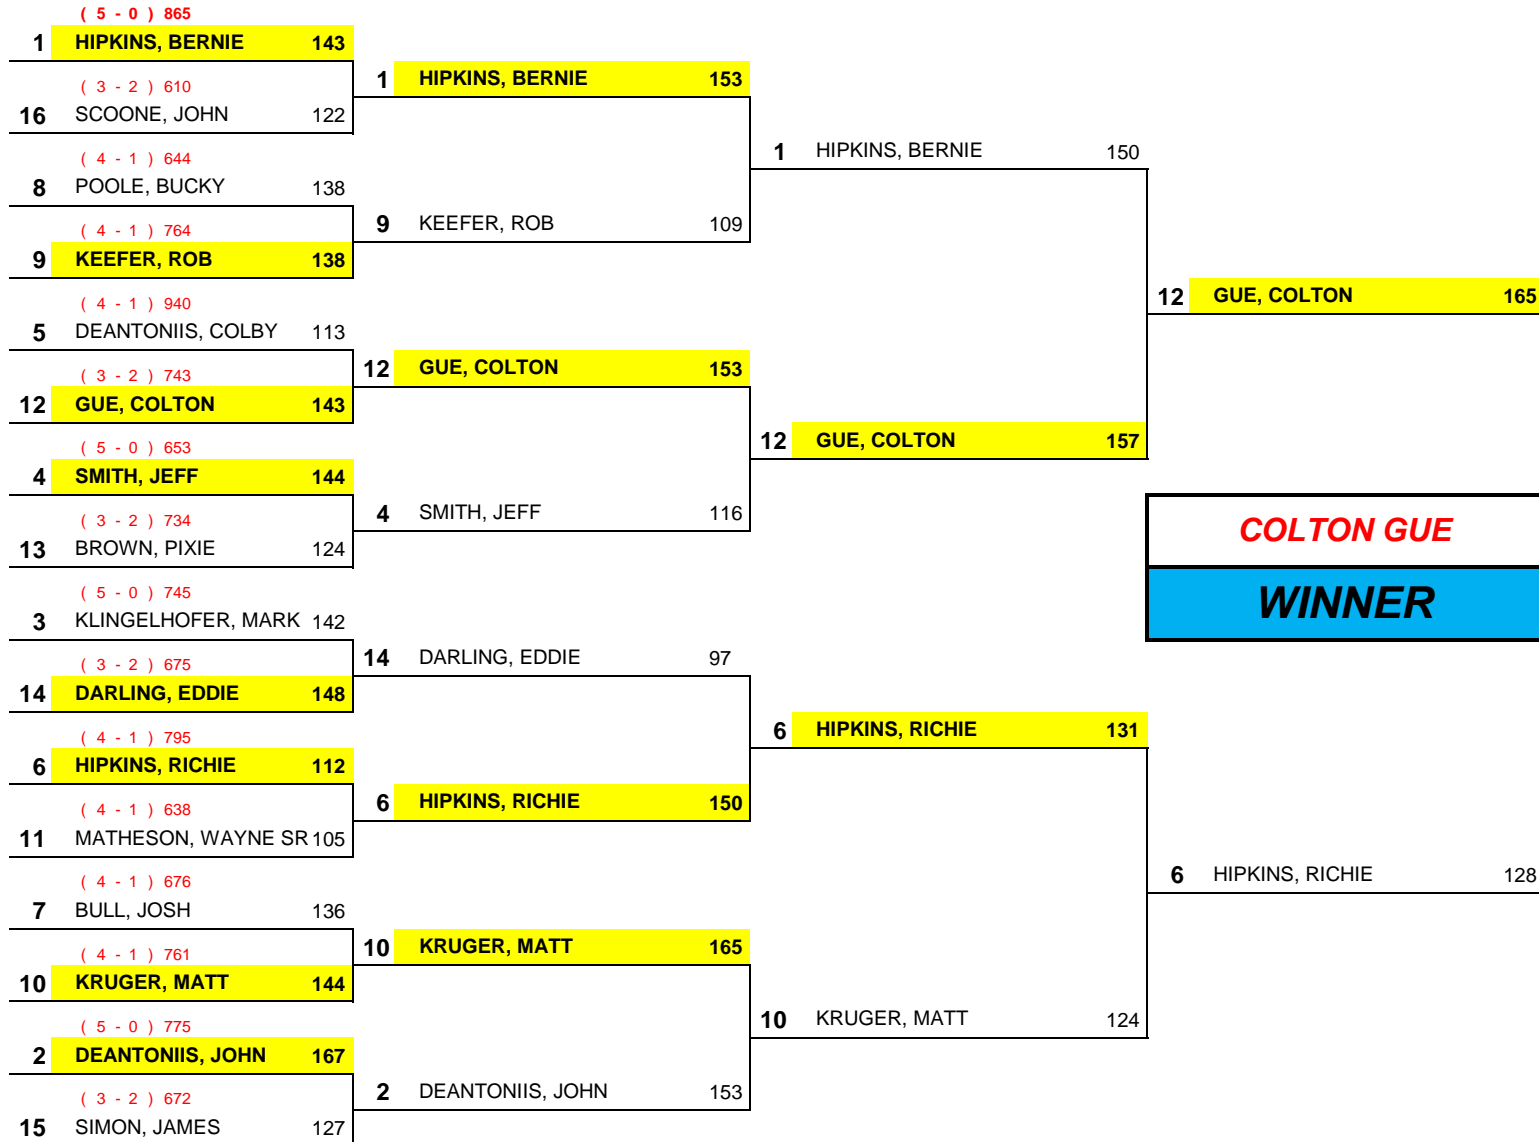 ( 5 - 0 ) 865
1 HIPKINS, BERNIE 143
( 3 - 2 ) 610
16 SCOONE, JOHN 122
( 4 - 1 ) 644
8 POOLE, BUCKY 138
( 4 - 1 ) 764
9 KEEFER, ROB 138
( 4 - 1 ) 940
5 DEANTONIIS, COLBY 113
( 3 - 2 ) 743
12 GUE, COLTON 143
( 5 - 0 ) 653
4 SMITH, JEFF 144
( 3 - 2 ) 734
13 BROWN, PIXIE 124
( 5 - 0 ) 745
3 KLINGELHOFER, MARK 142
( 3 - 2 ) 675
14 DARLING, EDDIE 148
( 4 - 1 ) 795
6 HIPKINS, RICHIE 112
( 4 - 1 ) 638
11 MATHESON, WAYNE SR 105
( 4 - 1 ) 676
7 BULL, JOSH 136
( 4 - 1 ) 761
10 KRUGER, MATT 144
( 5 - 0 ) 775
2 DEANTONIIS, JOHN 167
( 3 - 2 ) 672
15 SIMON, JAMES 127
1 HIPKINS, BERNIE 153
9 KEEFER, ROB 109
12 GUE, COLTON 153
4 SMITH, JEFF 116
14 DARLING, EDDIE 97
6 HIPKINS, RICHIE 150
10 KRUGER, MATT 165
2 DEANTONIIS, JOHN 153
1 HIPKINS, BERNIE 150
12 GUE, COLTON 157
6 HIPKINS, RICHIE 131
10 KRUGER, MATT 124
12 GUE, COLTON 165
6 HIPKINS, RICHIE 128
COLTON GUE
WINNER